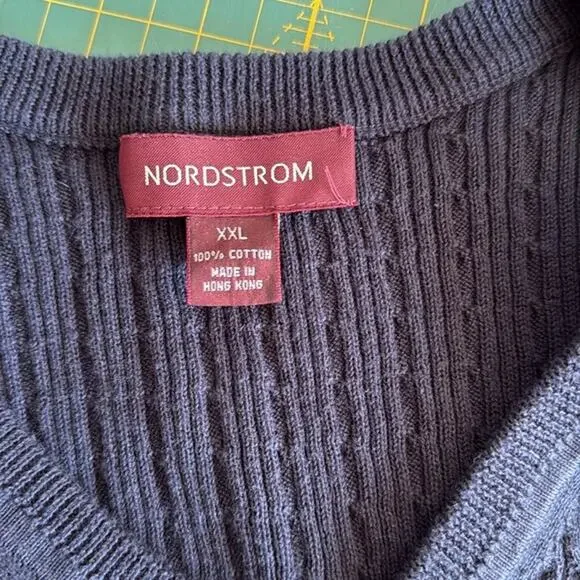 NORDSTROM
XXL
100% COTTON
MADE IN
HONG KONG